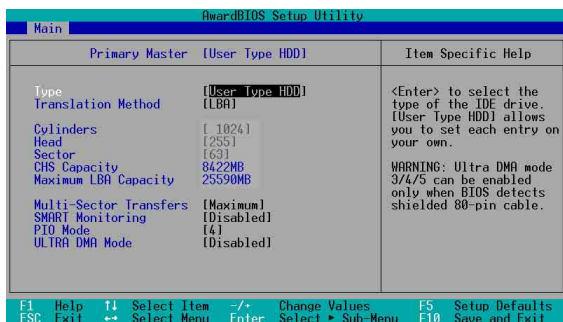 AwardBIOS Setup Utility
Main
Primary Master [User Type HDD]
Item Specific Help
Type [User Type HDD]
Translation Method [LBA]
Cylinders [ 1024]
Head [255]
Sector [63]
CHS Capacity 8422MB
Maximum LBA Capacity 25590MB
Multi-Sector Transfers [Maximum]
SMART Monitoring [Disabled]
PIO Mode [4]
ULTRA DMA Mode [Disabled]
<Enter> to select the
type of the IDE drive.
[User Type HDD] allows
you to set each entry on
your own.
WARNING: Ultra DMA mode
3/4/5 can be enabled
only when BIOS detects
shielded 80-pin cable.
F1 Help ↑↓ Select Item -/+ Change Values F5 Setup Defaults
ESC Exit ↔ Select Menu Enter Select ► Sub-Menu F10 Save and Exit